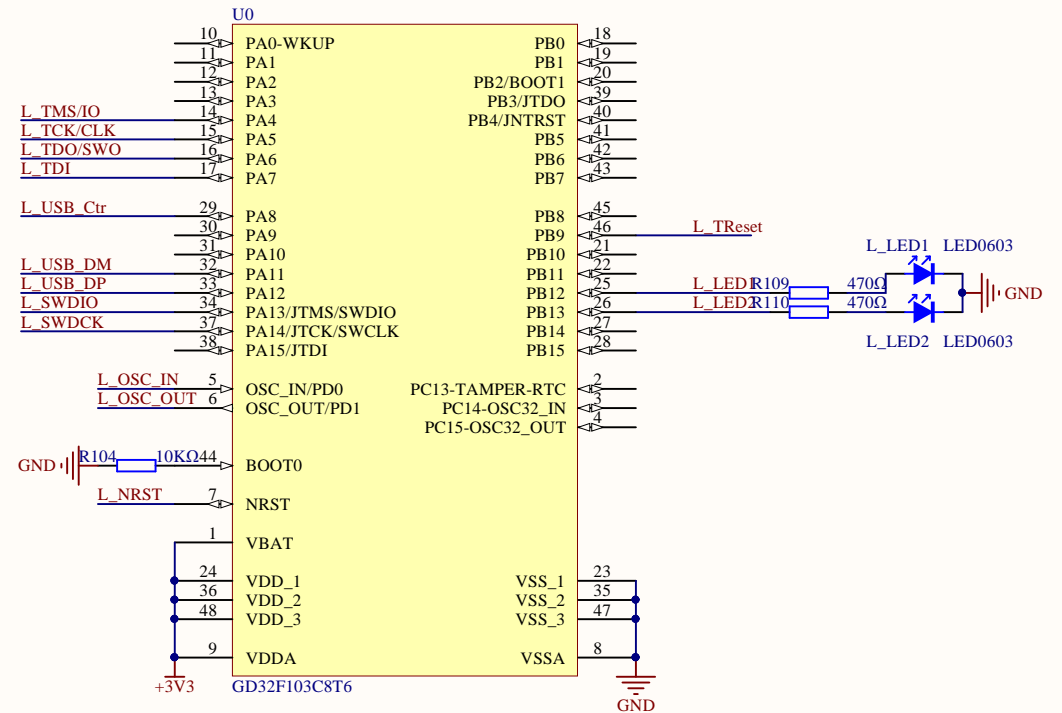 U0
10 PA0-WKUP PB0 18
11 PA1 PB1 19
12 PA2 PB2/BOOT1 20
13 PA3 PB3/JTDO 39
L_TMS/IO 14 PA4 PB4/JNTRST 40
L_TCK/CLK 15 PA5 PB5 41
L_TDO/SWO 16 PA6 PB6 42
L_TDI 17 PA7 PB7 43
L_USB_Ctr 29 PA8 PB8 45
30 PA9 PB9 46 L_TReset
31 PA10 PB10 21
L_LED1 LED0603
L_USB_DM 32 PA11 PB11 22
L_USB_DP 33 PA12 PB12 25 L_LED1 R109 470Ω GND
L_SWDIO 34 PA13/JTMS/SWDIO PB13 26 L_LED2 R110 470Ω
L_SWDCK 37 PA14/JTCK/SWCLK PB14 27
L_LED2 LED0603
38 PA15/JTDI PB15 28
L_OSC_IN 5 OSC_IN/PD0 PC13-TAMPER-RTC 2
L_OSC_OUT 6 OSC_OUT/PD1 PC14-OSC32_IN 3
PC15-OSC32_OUT 4
GND R104 10KΩ 44 BOOT0
L_NRST 7 NRST
1 VBAT
24 VDD_1 VSS_1 23
36 VDD_2 VSS_2 35
48 VDD_3 VSS_3 47
9 VDDA VSSA 8
+3V3 GD32F103C8T6
GND